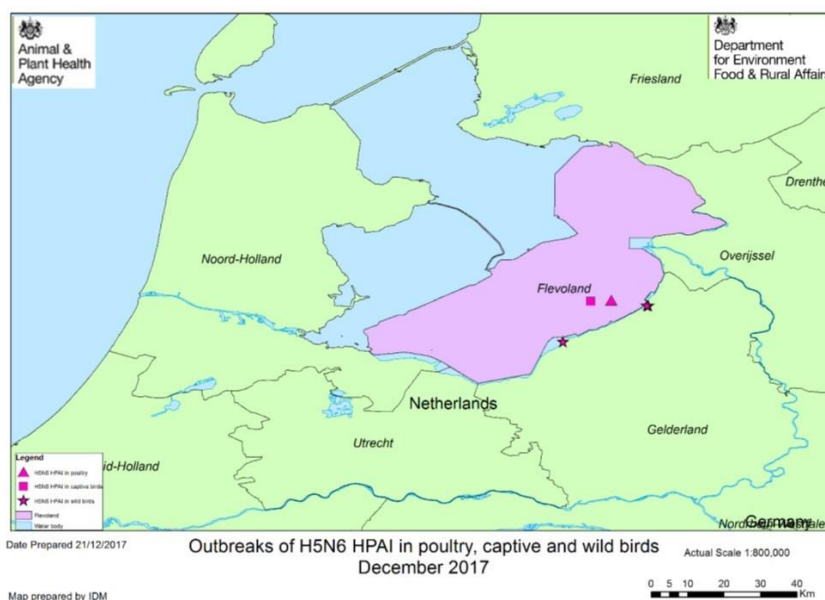 Animal &
Plant Health
Agency
Department
for Environment
Food & Rural Affair
Friesland
Drenthe
Noord-Holland
Overijssel
Flevoland
Netherlands
Gelderland
Utrecht
id-Holland
Legend
H5N6 HPAI in poultry
H5N6 HPAI in captive birds
H5N6 HPAI in wild birds
Flevoland
Water body
Germany
Date Prepared 21/12/2017
Outbreaks of H5N6 HPAI in poultry, captive and wild birds
December 2017
Actual Scale 1:800,000
0 5 10 20 30 40
Km
Map prepared by IDM